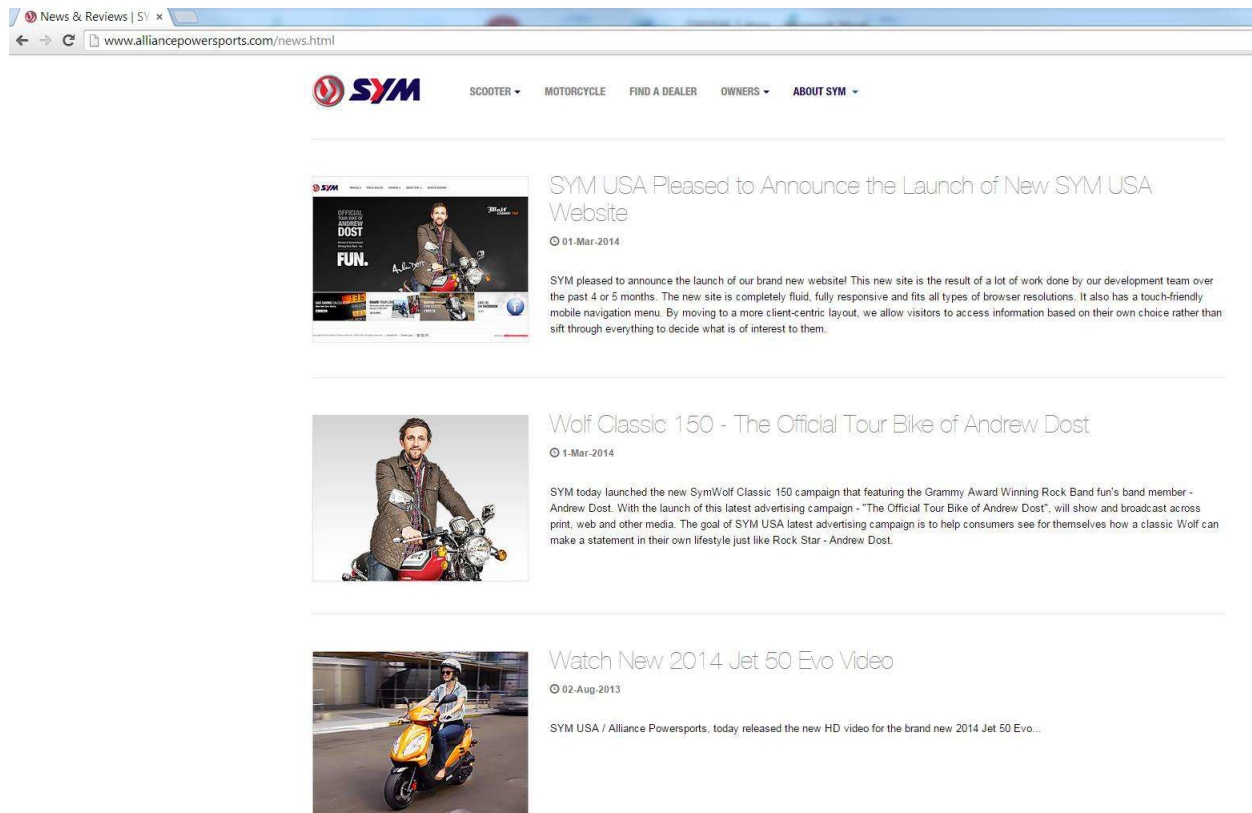 News & Reviews | SY
www.alliancepowersports.com/news.html
SYM
SCOOTER
MOTORCYCLE
FIND A DEALER
OWNERS
ABOUT SYM
SYM
OFFICIAL
TOUR BIKE OF
ANDREW
DOST
FUN.
Wolf
SYM USA Pleased to Announce the Launch of New SYM USA
Website
01-Mar-2014
SYM pleased to announce the launch of our brand new website! This new site is the result of a lot of work done by our development team over
the past 4 or 5 months. The new site is completely fluid, fully responsive and fits all types of browser resolutions. It also has a touch-friendly
mobile navigation menu. By moving to a more client-centric layout, we allow visitors to access information based on their own choice rather than
sift through everything to decide what is of interest to them.
Wolf Classic 150 - The Official Tour Bike of Andrew Dost
1-Mar-2014
SYM today launched the new SymWolf Classic 150 campaign that featuring the Grammy Award Winning Rock Band fun's band member -
Andrew Dost. With the launch of this latest advertising campaign - "The Official Tour Bike of Andrew Dost", will show and broadcast across
print, web and other media. The goal of SYM USA latest advertising campaign is to help consumers see for themselves how a classic Wolf can
make a statement in their own lifestyle just like Rock Star - Andrew Dost.
Watch New 2014 Jet 50 Evo Video
02-Aug-2013
SYM USA / Alliance Powersports, today released the new HD video for the brand new 2014 Jet 50 Evo...